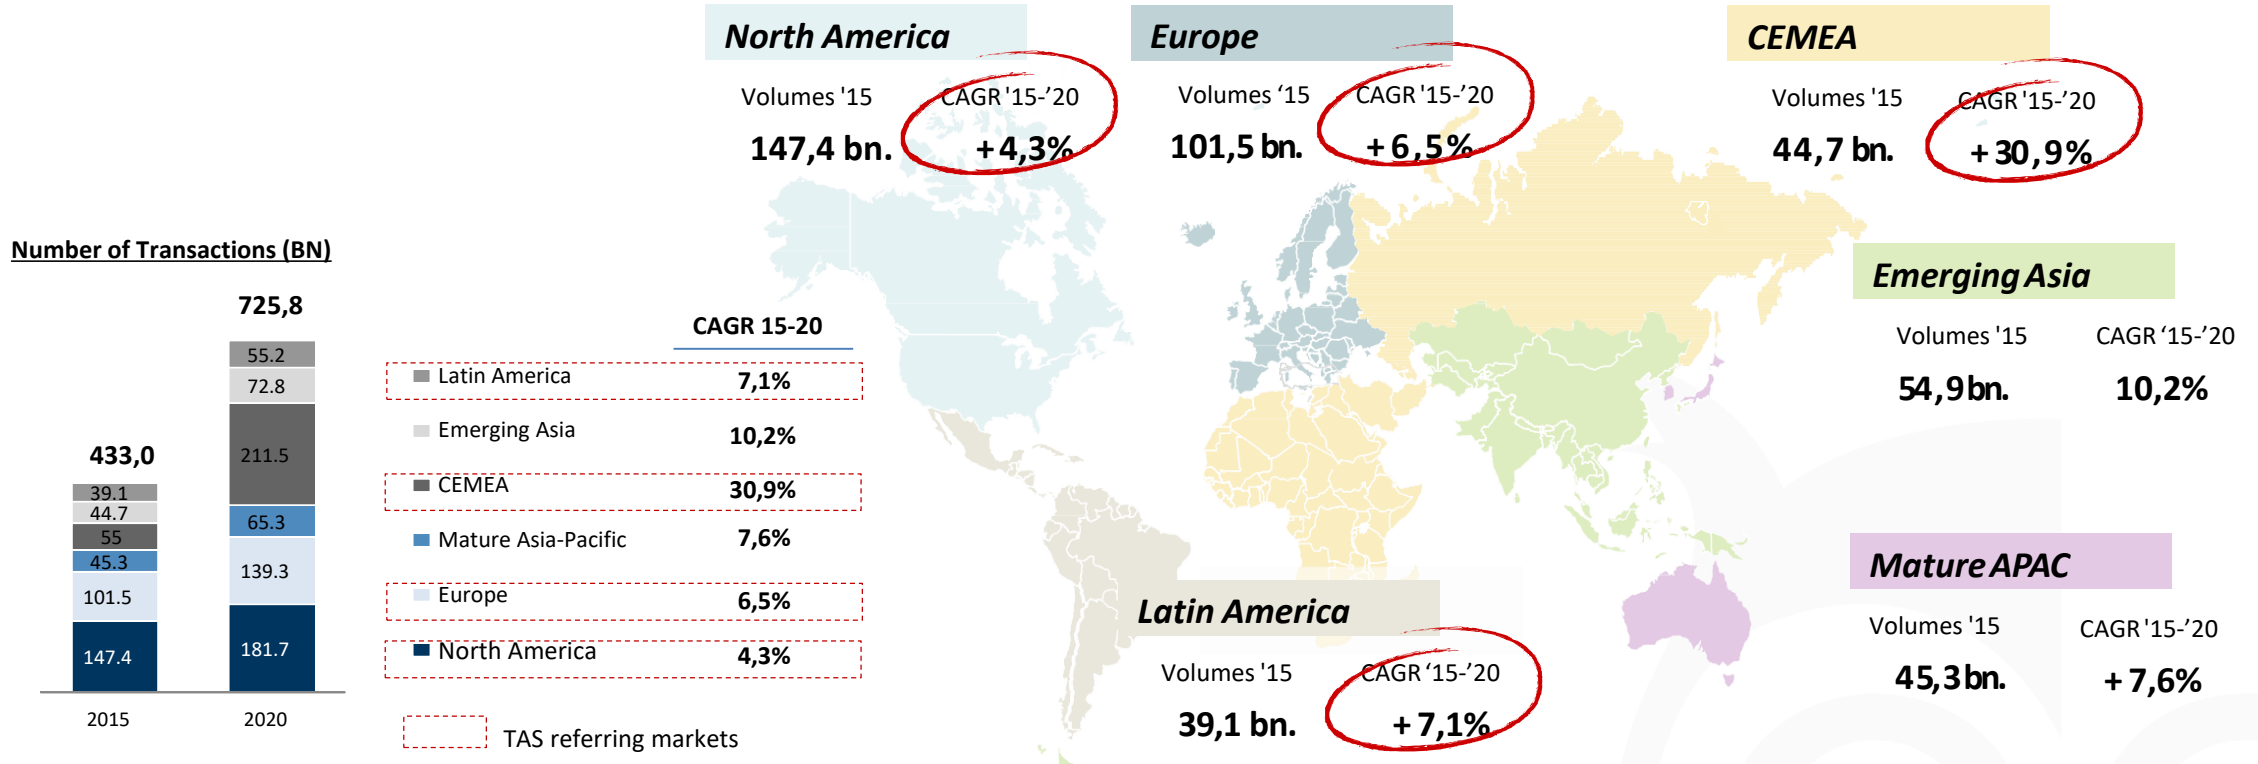 North America
Volumes '15 CAGR '15-’20
147,4 bn. + 4,3%
Europe
Volumes ‘15 CAGR '15-’20
101,5 bn. + 6,5%
CEMEA
Volumes '15 CAGR '15-’20
44,7 bn. + 30,9%
Number of Transactions (BN)
725,8
55.2
72.8
211.5
65.3
139.3
181.7
433,0
39.1
44.7
55
45.3
101.5
147.4
2015 2020
CAGR 15-20
Latin America 7,1%
Emerging Asia 10,2%
CEMEA 30,9%
Mature Asia-Pacific 7,6%
Europe 6,5%
North America 4,3%
TAS referring markets
Emerging Asia
Volumes '15 CAGR ‘15-’20
54,9 bn. 10,2%
Latin America
Volumes '15 CAGR ‘15-’20
39,1 bn. + 7,1%
Mature APAC
Volumes '15 CAGR '15-’20
45,3 bn. + 7,6%